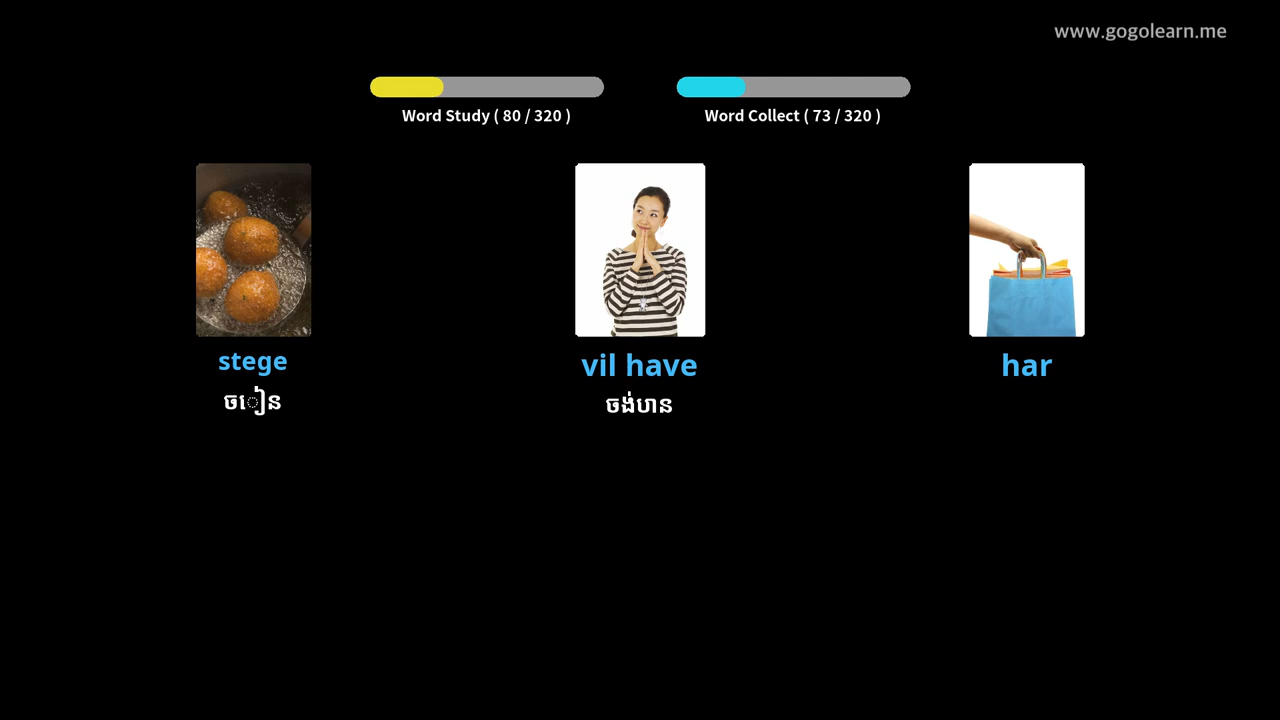 www.gogolearn.me
Word Study ( 80 / 320 )
Word Collect ( 73 / 320 )
stege
ចៀន
vil have
ចង់បាន
har